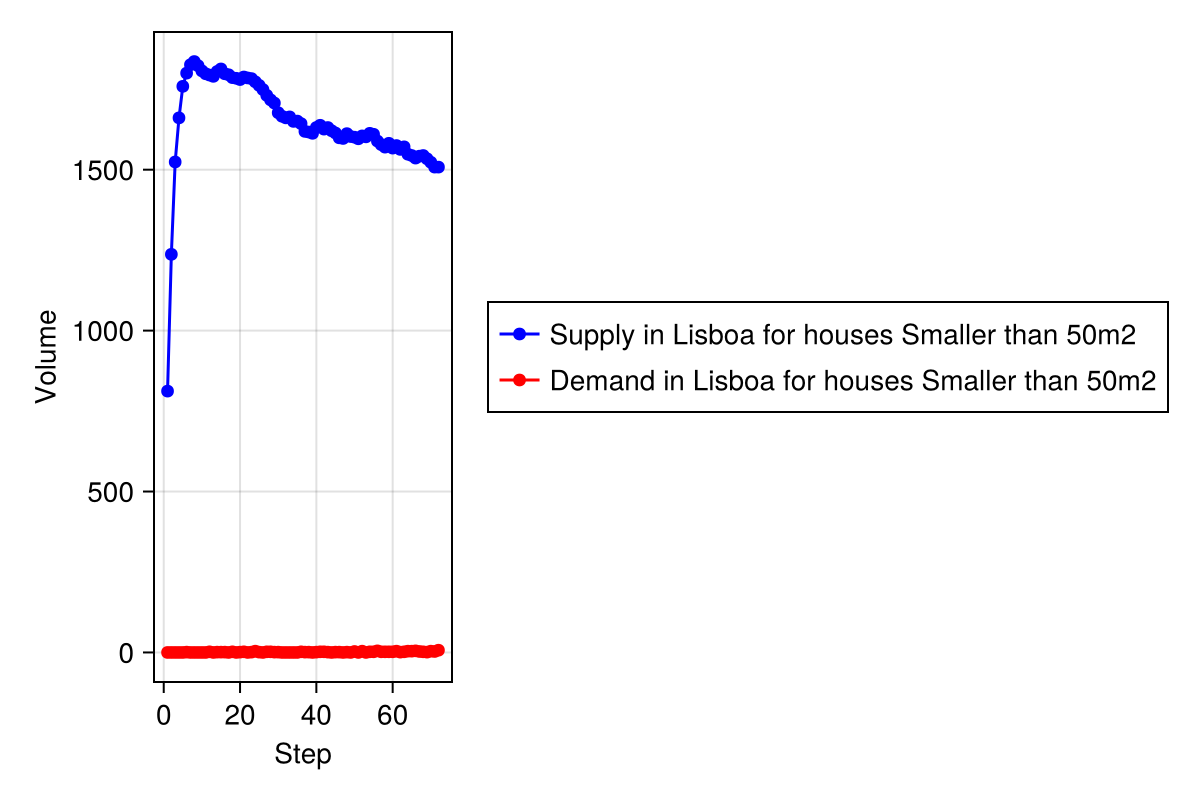 1500
1000
500
0
Volume
0 20 40 60
Step
Supply in Lisboa for houses Smaller than 50m2
Demand in Lisboa for houses Smaller than 50m2